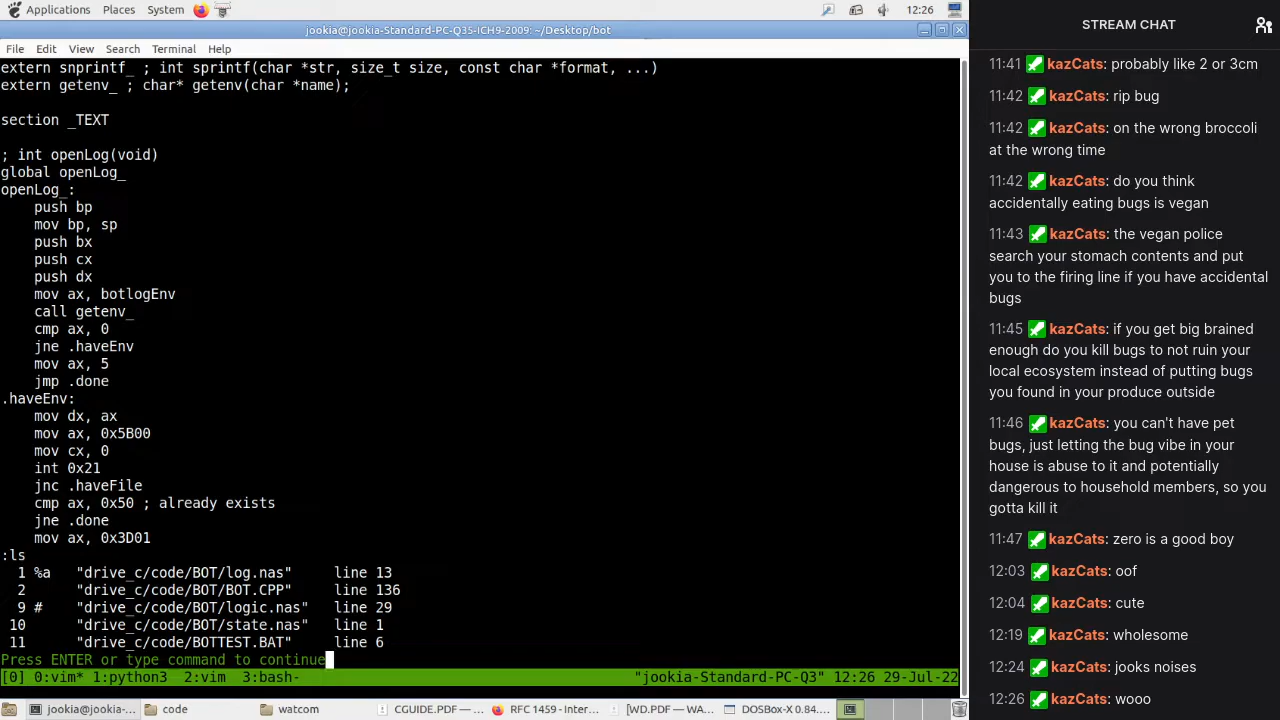 Applications Places System 12:26
jookia@jookia-Standard-PC-Q35-ICH9-2009: ~/Desktop/bot
File Edit View Search Terminal Help
extern snprintf_ ; int sprintf(char *str, size_t size, const char *format, ...)
extern getenv_ ; char* getenv(char *name);
section _TEXT
; int openLog(void)
global openLog_
openLog_:
push bp
mov bp, sp
push bx
push cx
push dx
mov ax, botlogEnv
call getenv_
cmp ax, 0
jne .haveEnv
mov ax, 5
jmp .done
.haveEnv:
mov dx, ax
mov ax, 0x5B00
mov cx, 0
int 0x21
jnc .haveFile
cmp ax, 0x50 ; already exists
jne .done
mov ax, 0x3D01
:ls
1 %a "drive_c/code/BOT/log.nas" line 13
2 "drive_c/code/BOT/BOT.CPP" line 136
9 # "drive_c/code/BOT/logic.nas" line 29
10 "drive_c/code/BOT/state.nas" line 1
11 "drive_c/code/BOTTEST.BAT" line 6
Press ENTER or type command to continue
[0] 0:vim* 1:python3 2:vim 3:bash- "jookia-Standard-PC-Q3" 12:26 29-Jul-22
jookia@jookia-... code watcom CGUIDE.PDF —... RFC 1459 - Inter... [WD.PDF — WA... DOSBox-X 0.84...
STREAM CHAT
11:41 kazCats: probably like 2 or 3cm
11:42 kazCats: rip bug
11:42 kazCats: on the wrong broccoli
at the wrong time
11:42 kazCats: do you think
accidentally eating bugs is vegan
11:43 kazCats: the vegan police
search your stomach contents and put
you to the firing line if you have accidental
bugs
11:45 kazCats: if you get big brained
enough do you kill bugs to not ruin your
local ecosystem instead of putting bugs
you found in your produce outside
11:46 kazCats: you can't have pet
bugs, just letting the bug vibe in your
house is abuse to it and potentially
dangerous to household members, so you
gotta kill it
11:47 kazCats: zero is a good boy
12:03 kazCats: oof
12:04 kazCats: cute
12:19 kazCats: wholesome
12:24 kazCats: jooks noises
12:26 kazCats: wooo